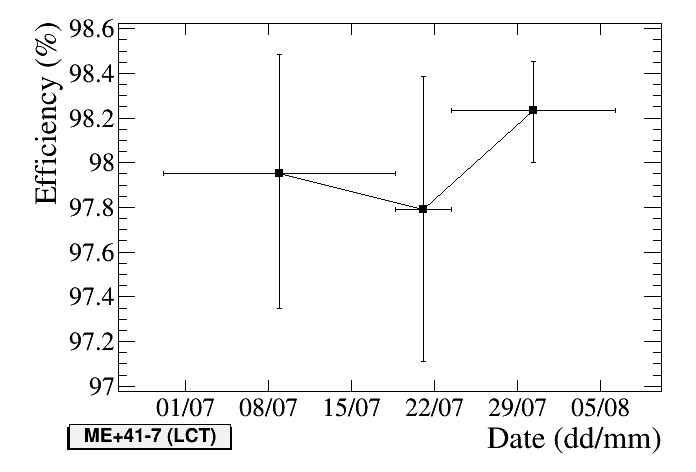 Efficiency (%)
98.6
98.4
98.2
98
97.8
97.6
97.4
97.2
97
01/07 08/07 15/07 22/07 29/07 05/08
Date (dd/mm)
ME+41-7 (LCT)